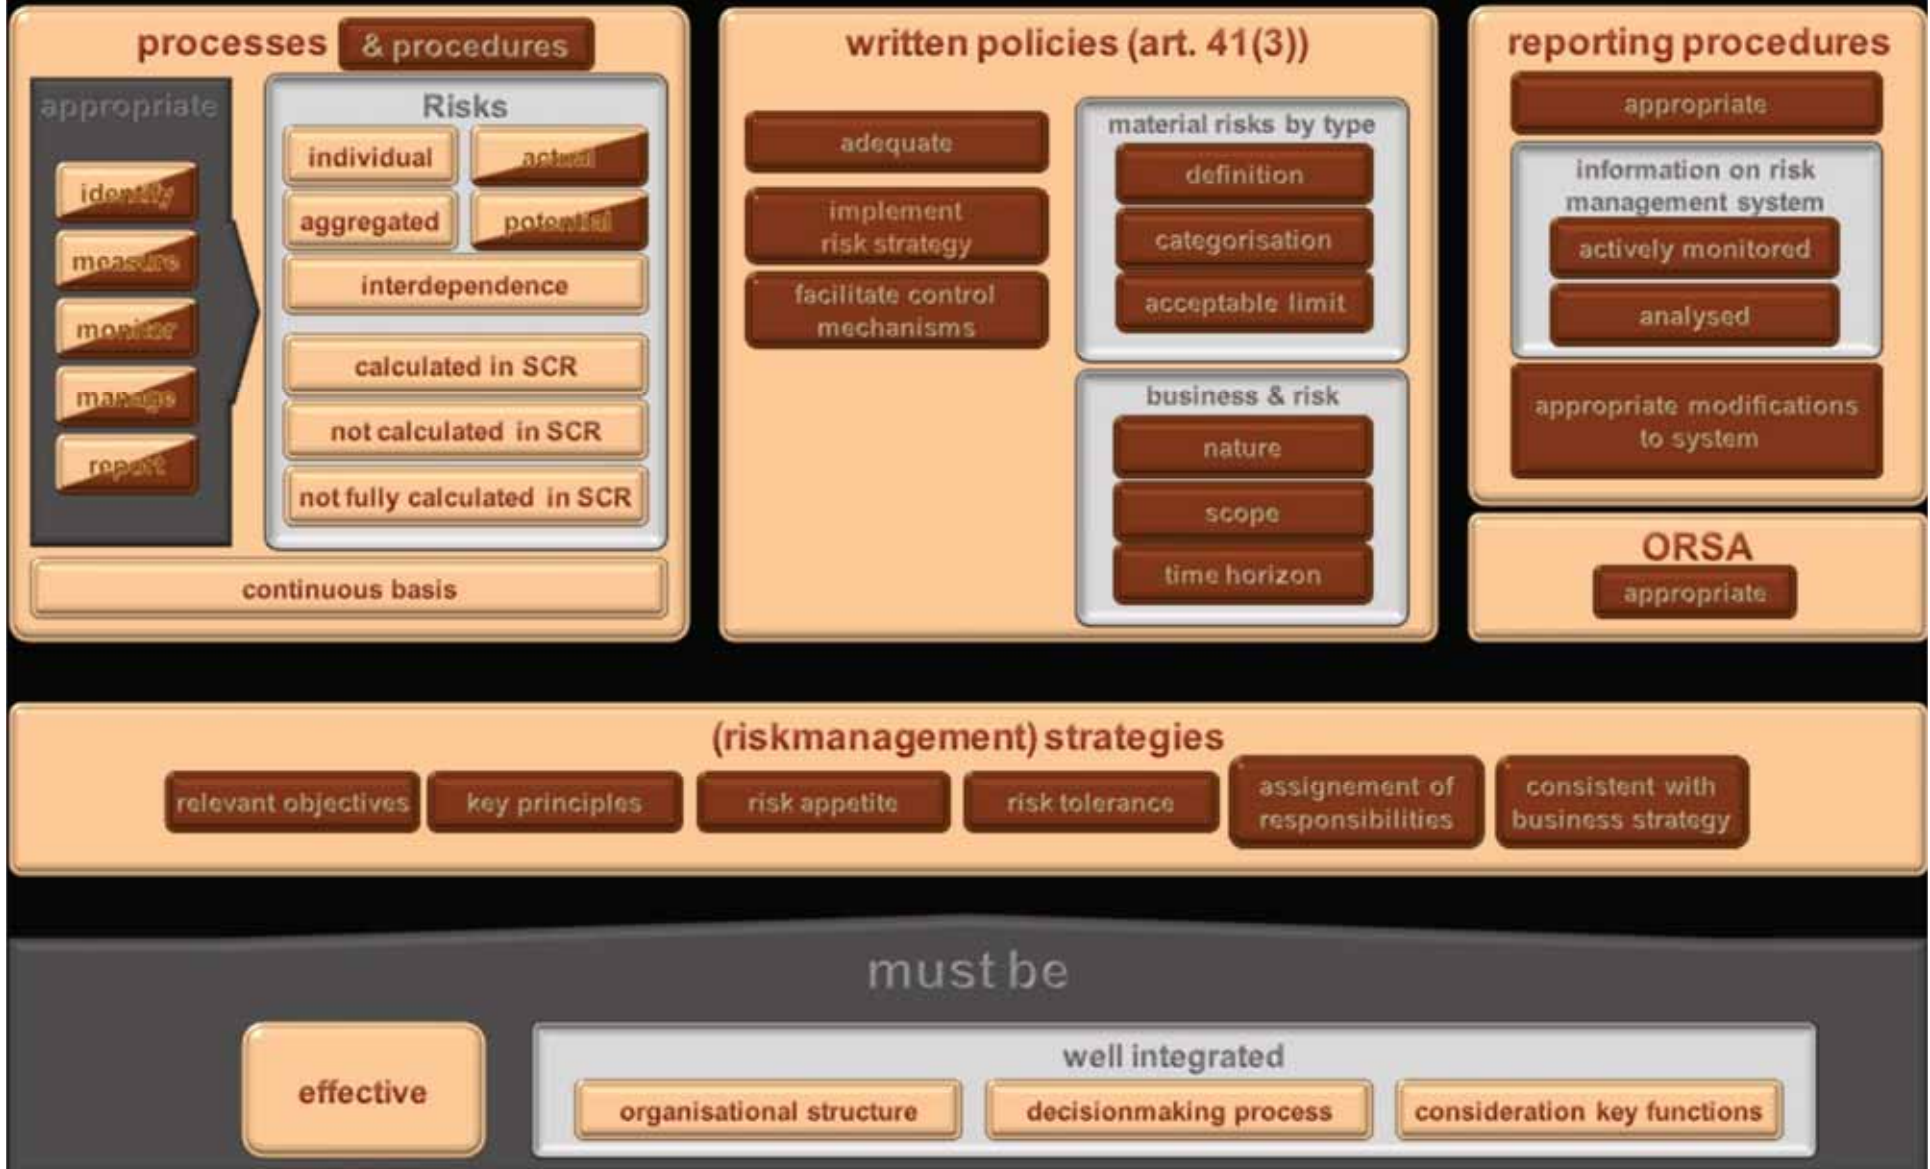 processes & procedures
appropriate
identify
measure
monitor
manage
report
Risks
individual
actual
aggregated
potential
interdependence
calculated in SCR
not calculated in SCR
not fully calculated in SCR
continuous basis
written policies (art. 41(3))
adequate
implement
risk strategy
facilitate control
mechanisms
material risks by type
definition
categorisation
acceptable limit
business & risk
nature
scope
time horizon
reporting procedures
appropriate
information on risk
management system
actively monitored
analysed
appropriate modifications
to system
ORSA
appropriate
(riskmanagement) strategies
relevant objectives
key principles
risk appetite
risk tolerance
assignement of
responsibilities
consistent with
business strategy
must be
effective
well integrated
organisational structure
decisionmaking process
consideration key functions